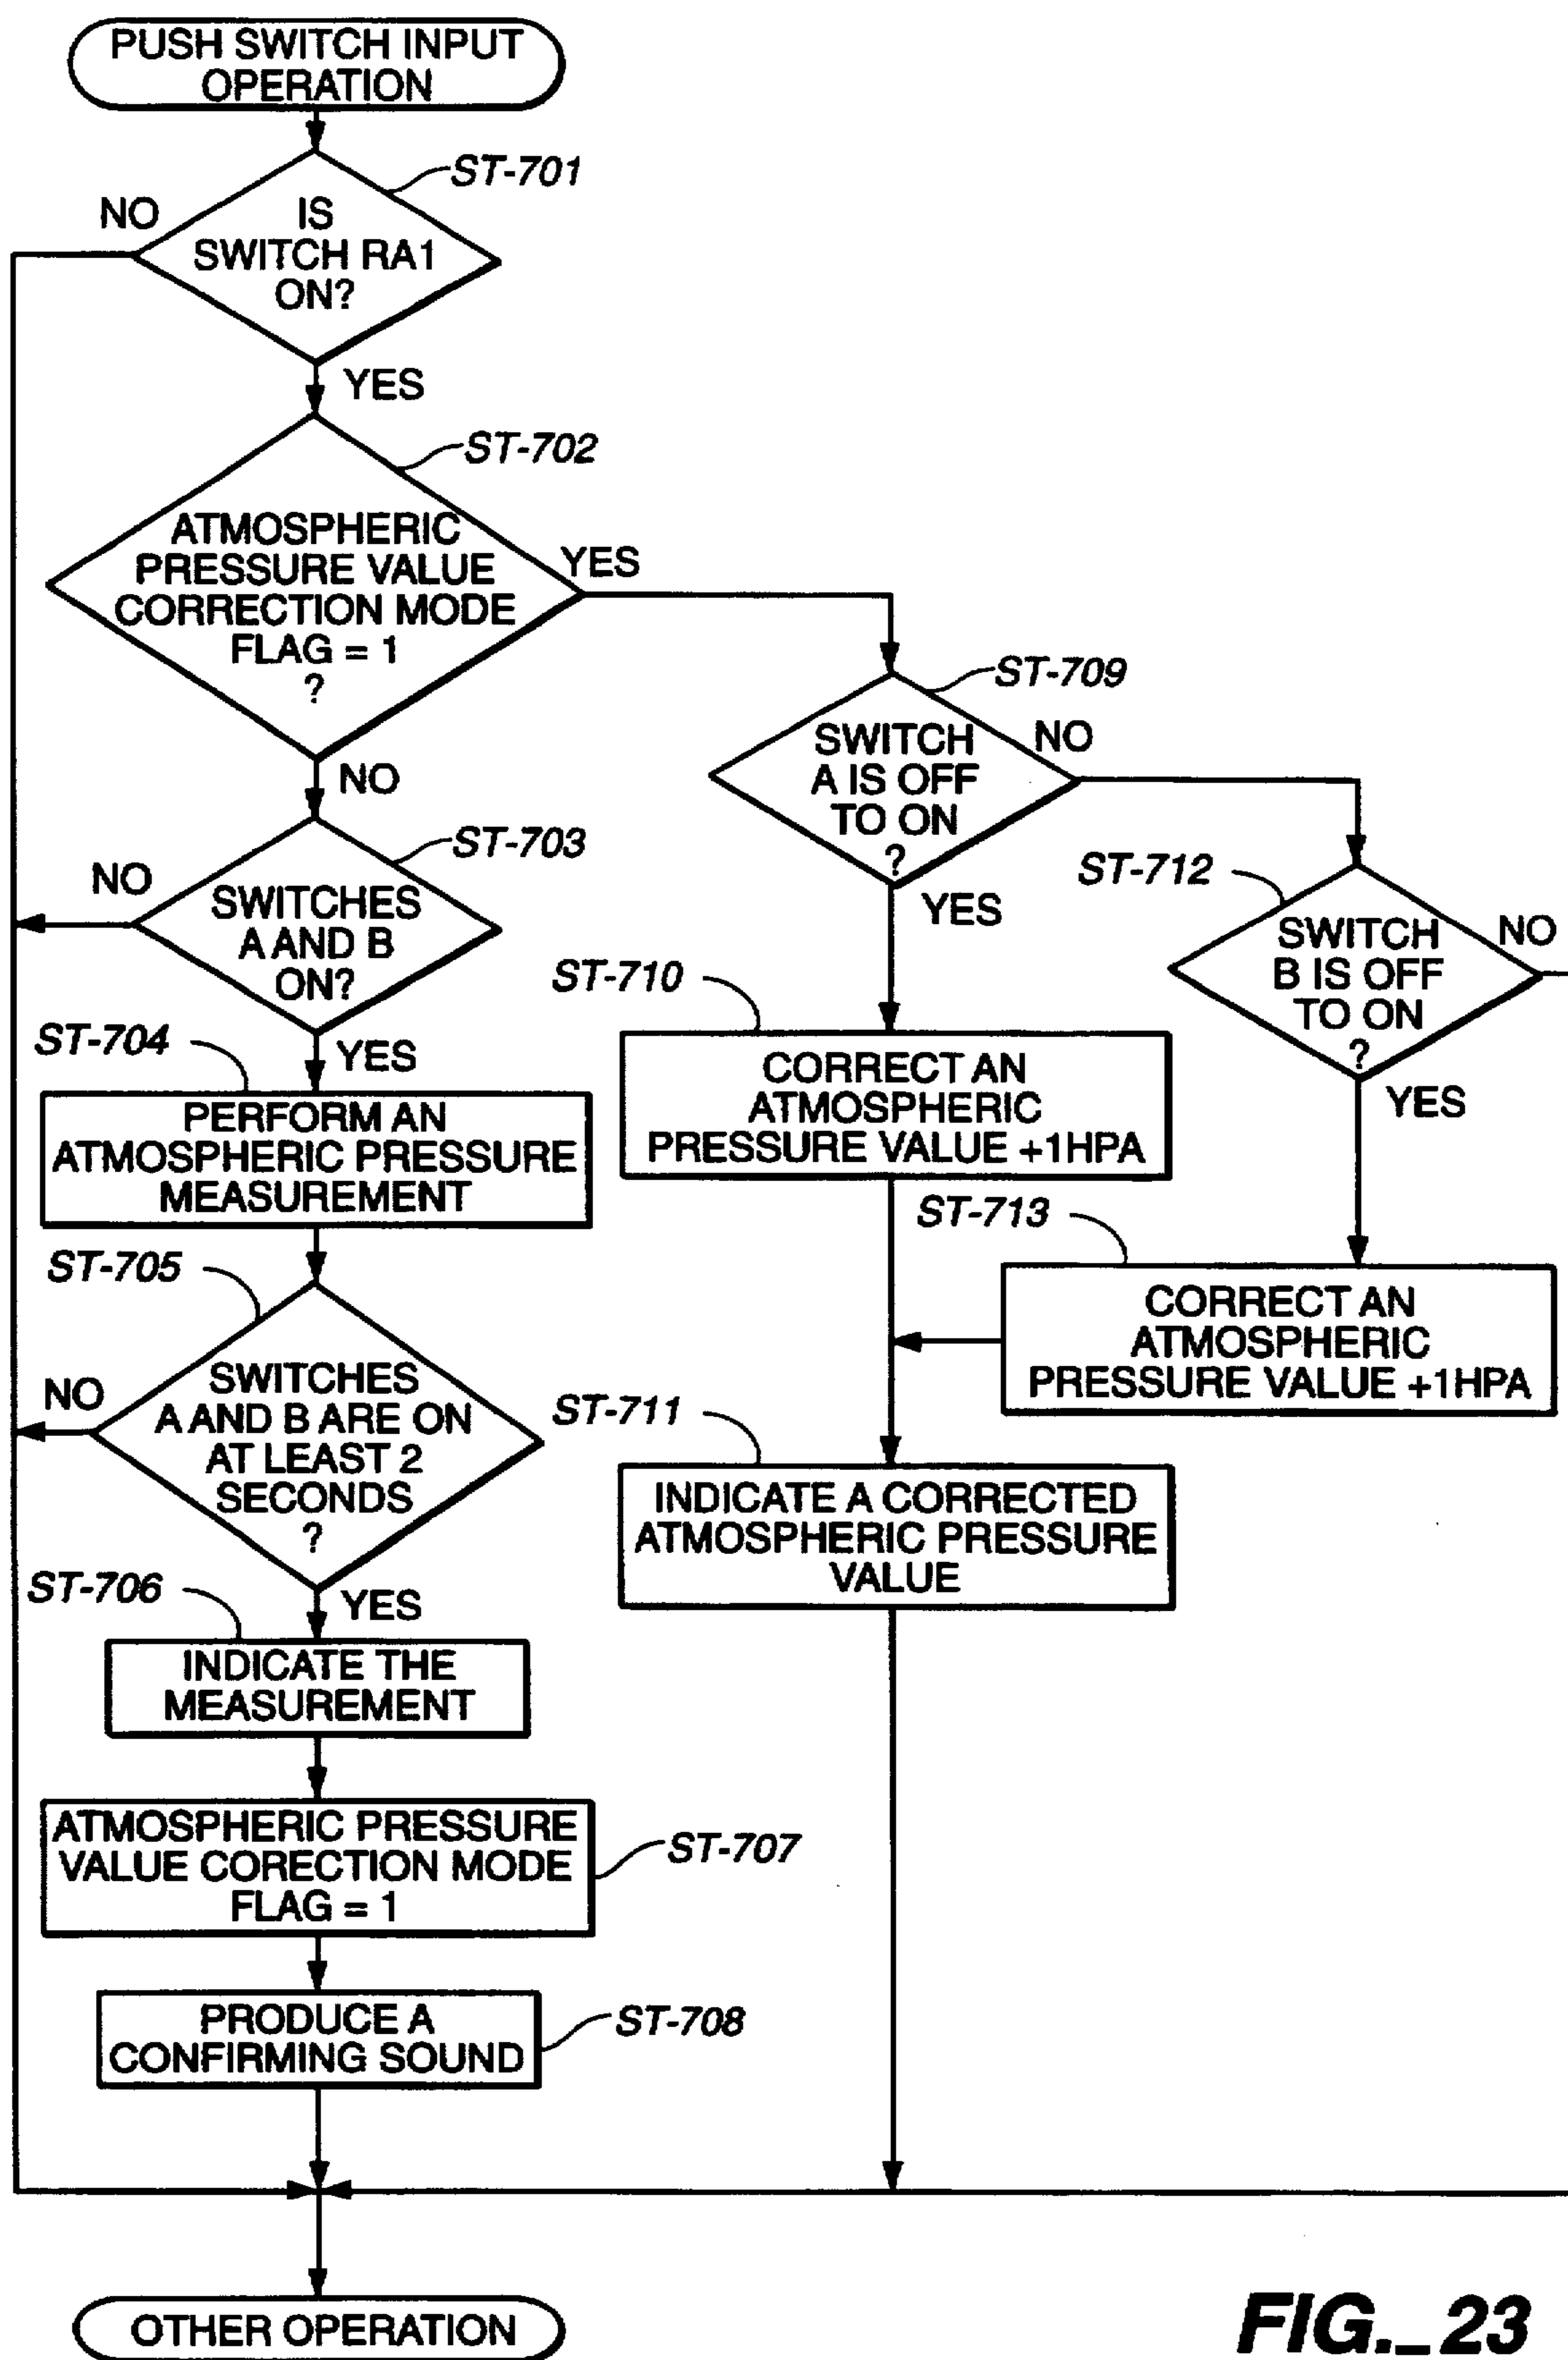 PUSH SWITCH INPUT
OPERATION
ST-701
NO
IS
SWITCH RA1
ON?
YES
ST-702
ATMOSPHERIC
PRESSURE VALUE
CORRECTION MODE
FLAG = 1
?
YES
NO
ST-703
NO
SWITCHES
A AND B
ON?
YES
ST-704
PERFORM AN
ATMOSPHERIC PRESSURE
MEASUREMENT
ST-705
NO
SWITCHES
A AND B ARE ON
AT LEAST 2
SECONDS
?
YES
ST-706
INDICATE THE
MEASUREMENT
ATMOSPHERIC PRESSURE
VALUE CORECTION MODE
FLAG = 1
ST-707
PRODUCE A
CONFIRMING SOUND
ST-708
ST-709
SWITCH
A IS OFF
TO ON
?
NO
YES
ST-710
CORRECT AN
ATMOSPHERIC
PRESSURE VALUE +1HPA
ST-712
SWITCH
B IS OFF
TO ON
?
NO
YES
ST-713
CORRECT AN
ATMOSPHERIC
PRESSURE VALUE +1HPA
ST-711
INDICATE A CORRECTED
ATMOSPHERIC PRESSURE
VALUE
OTHER OPERATION
FIG._23